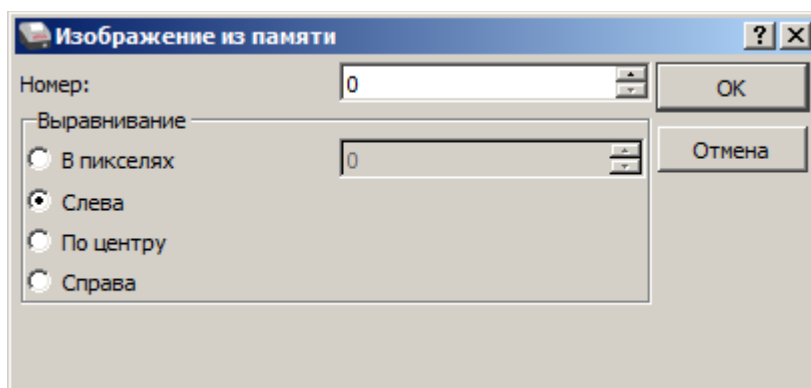 Изображение из памяти
Номер: 0 OK
Выравнивание
В пикселях 0 Отмена
Слева
По центру
Справа